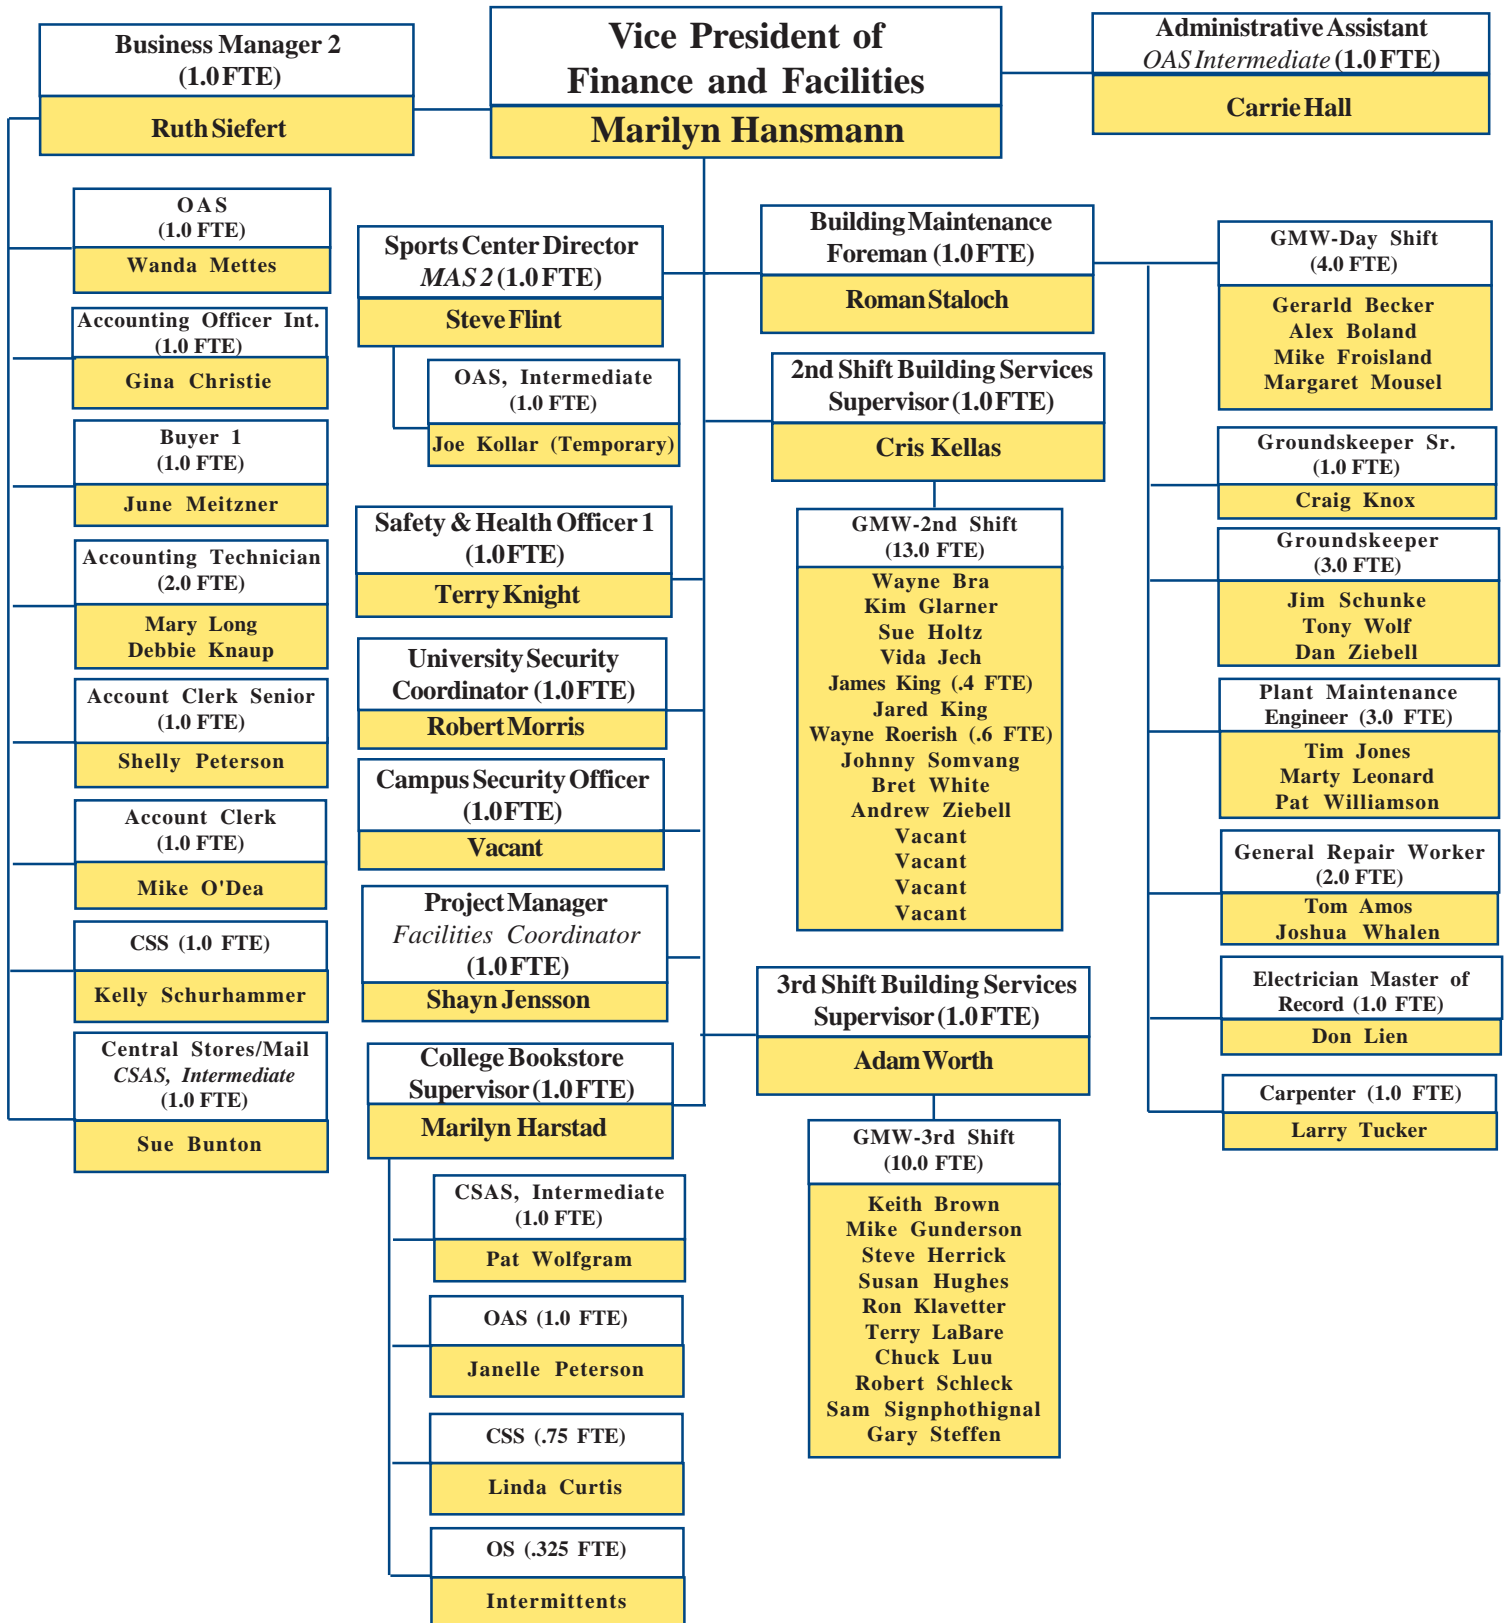 Business Manager 2
(1.0 FTE)
Ruth Siefert
Vice President of
Finance and Facilities
Marilyn Hansmann
Administrative Assistant
OAS Intermediate (1.0 FTE)
Carrie Hall
OAS
(1.0 FTE)
Wanda Mettes
Accounting Officer Int.
(1.0 FTE)
Gina Christie
Buyer 1
(1.0 FTE)
June Meitzner
Accounting Technician
(2.0 FTE)
Mary Long
Debbie Knaup
Account Clerk Senior
(1.0 FTE)
Shelly Peterson
Account Clerk
(1.0 FTE)
Mike O'Dea
CSS (1.0 FTE)
Kelly Schurhammer
Central Stores/Mail
CSAS, Intermediate
(1.0 FTE)
Sue Bunton
Sports Center Director
MAS 2 (1.0 FTE)
Steve Flint
OAS, Intermediate
(1.0 FTE)
Joe Kollar (Temporary)
Safety & Health Officer 1
(1.0 FTE)
Terry Knight
University Security
Coordinator (1.0 FTE)
Robert Morris
Campus Security Officer
(1.0 FTE)
Vacant
Project Manager
Facilities Coordinator
(1.0 FTE)
Shayn Jensson
College Bookstore
Supervisor (1.0 FTE)
Marilyn Harstad
CSAS, Intermediate
(1.0 FTE)
Pat Wolfgram
OAS (1.0 FTE)
Janelle Peterson
CSS (.75 FTE)
Linda Curtis
OS (.325 FTE)
Intermittents
Building Maintenance
Foreman (1.0 FTE)
Roman Staloch
2nd Shift Building Services
Supervisor (1.0 FTE)
Cris Kellas
GMW-2nd Shift
(13.0 FTE)
Wayne Bra
Kim Glarner
Sue Holtz
Vida Jech
James King (.4 FTE)
Jared King
Wayne Roerish (.6 FTE)
Johnny Somvang
Bret White
Andrew Ziebell
Vacant
Vacant
Vacant
Vacant
3rd Shift Building Services
Supervisor (1.0 FTE)
Adam Worth
GMW-3rd Shift
(10.0 FTE)
Keith Brown
Mike Gunderson
Steve Herrick
Susan Hughes
Ron Klavetter
Terry LaBare
Chuck Luu
Robert Schleck
Sam Signphothignal
Gary Steffen
GMW-Day Shift
(4.0 FTE)
Gerarld Becker
Alex Boland
Mike Froisland
Margaret Mousel
Groundskeeper Sr.
(1.0 FTE)
Craig Knox
Groundskeeper
(3.0 FTE)
Jim Schunke
Tony Wolf
Dan Ziebell
Plant Maintenance
Engineer (3.0 FTE)
Tim Jones
Marty Leonard
Pat Williamson
General Repair Worker
(2.0 FTE)
Tom Amos
Joshua Whalen
Electrician Master of
Record (1.0 FTE)
Don Lien
Carpenter (1.0 FTE)
Larry Tucker